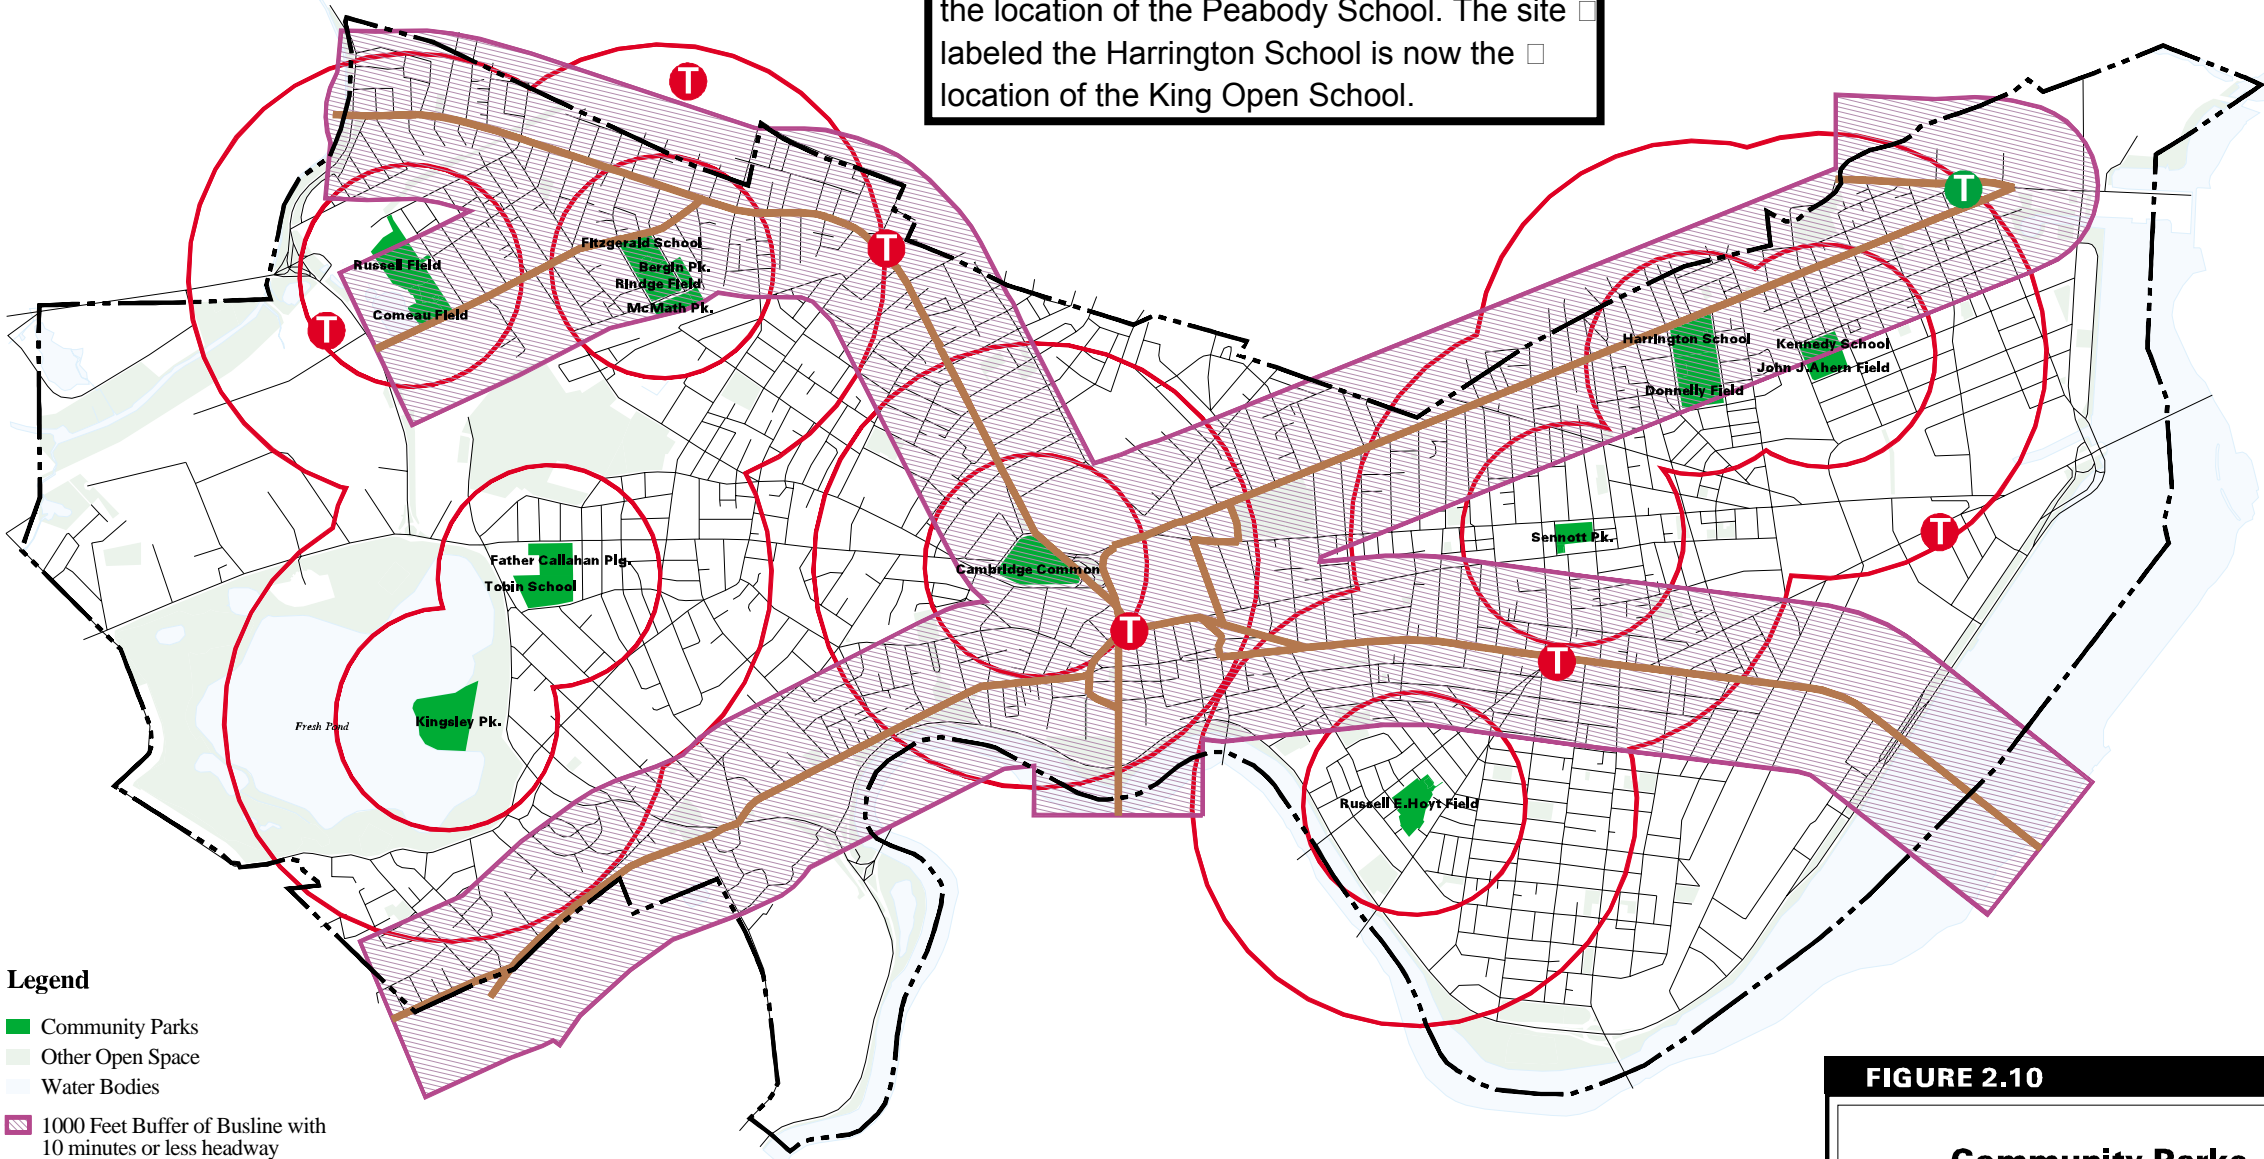 the location of the Peabody School. The site
labeled the Harrington School is now the
location of the King Open School.
T
T
T
T
T
T
T
Fitzgerald School
Bergin Pk.
Rindge Field
McMath Pk.
Russell Field
Comeau Field
Harrington School
Kennedy School
John J.Ahern Field
Donnelly Field
Sennott Pk.
Father Callahan Plg.
Tobin School
Cambridge Common
Kingsley Pk.
Fresh Pond
Russell E.Hoyt Field
Legend
Community Parks
Other Open Space
Water Bodies
1000 Feet Buffer of Busline with
10 minutes or less headway
FIGURE 2.10
Community Parks